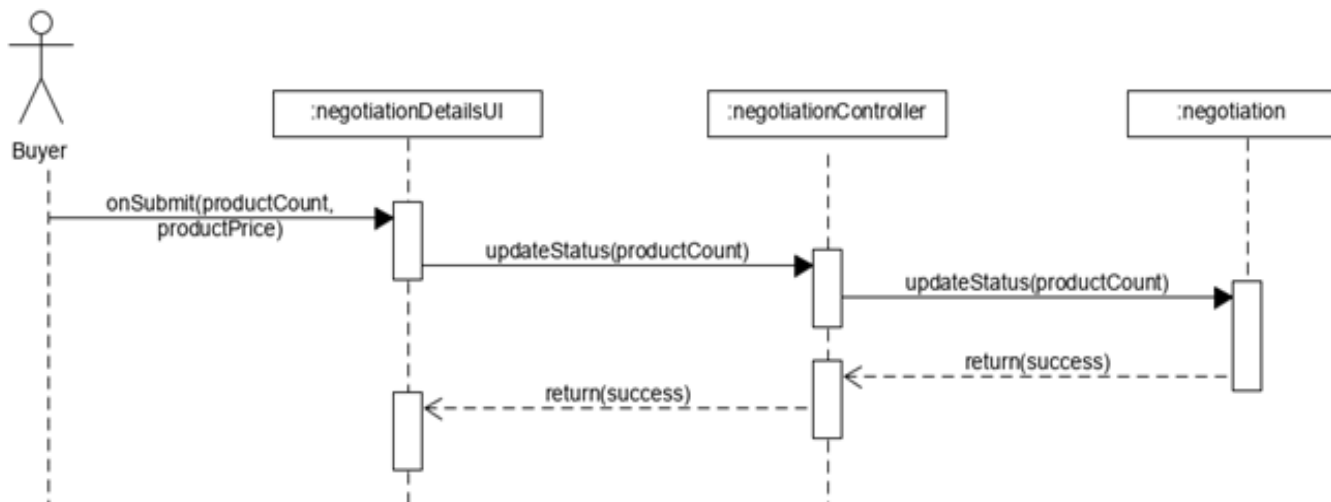 :negotiationDetailsUI
:negotiationController
:negotiation
Buyer
onSubmit(productCount,
productPrice)
updateStatus(productCount)
updateStatus(productCount)
return(success)
return(success)